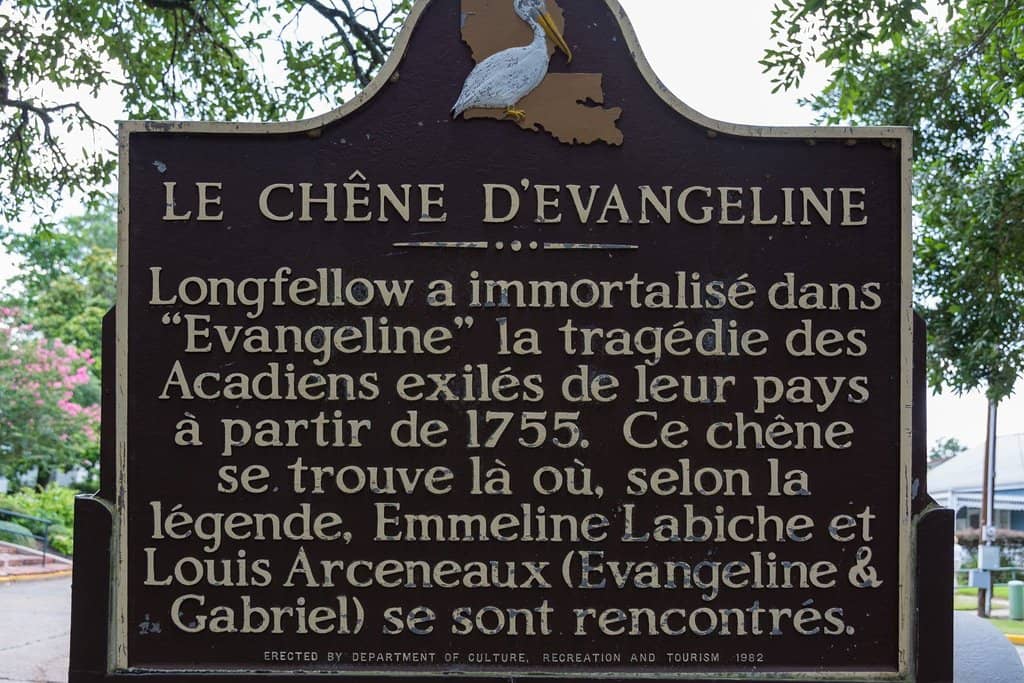 LE CHÊNE D'EVANGELINE
Longfellow a immortalisé dans
“Evangeline” la tragédie des
Acadiens exilés de leur pays
à partir de 1755. Ce chêne
se trouve là où, selon la
légende, Emmeline Labiche et
Louis Arceneaux (Evangeline &
Gabriel) se sont rencontrés.
ERECTED BY DEPARTMENT OF CULTURE, RECREATION AND TOURISM 1982